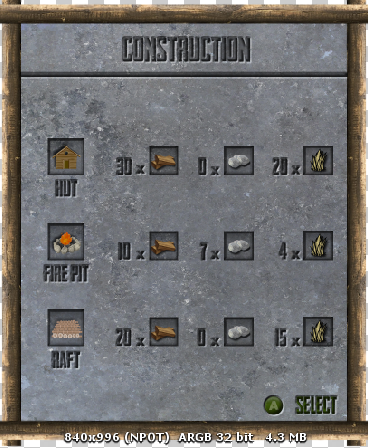 CONSTRUCTION
30 x 0 x 20 x
HUT
10 x 7 x 4 x
FIRE PIT
20 x 0 x 15 x
RAFT
A SELECT
840x996 (NPOT) ARGB 32 bit 4.3 MB